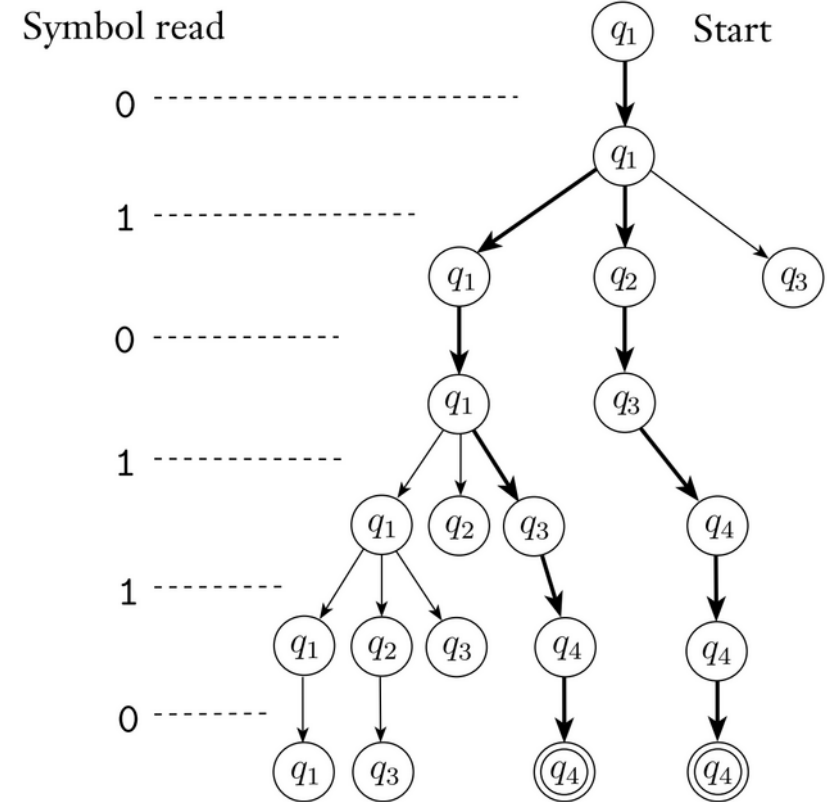 Symbol read q1 Start
0
q1
1
q1 q2 q3
0
q1 q3
1
q1 q2 q3 q4
1
q1 q2 q3 q4 q4
0
q1 q3 q4 q4